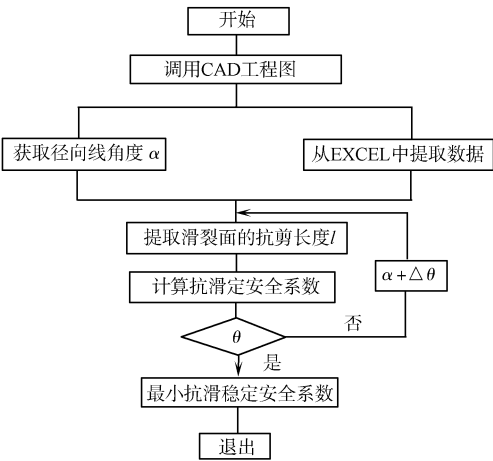 开始
调用CAD工程图
获取径向线角度 α
从EXCEL中提取数据
提取滑裂面的抗剪长度l
α+△θ
计算抗滑定安全系数
θ
否
是
最小抗滑稳定安全系数
退出